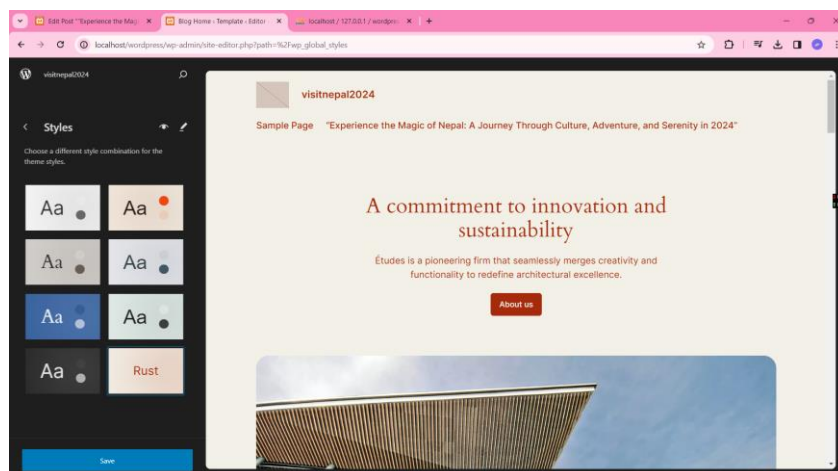 Edit Post "Experience the Magi
Blog Home ‹ Template ‹ Editor
localhost / 127.0.0.1 / wordpre
localhost/wordpress/wp-admin/site-editor.php?path=%2Fwp_global_styles
visitnepal2024
Styles
Choose a different style combination for the
theme styles.
Aa
Aa
Aa
Aa
Aa
Aa
Aa
Rust
Save
visitnepal2024
Sample Page "Experience the Magic of Nepal: A Journey Through Culture, Adventure, and Serenity in 2024"
A commitment to innovation and
sustainability
Études is a pioneering firm that seamlessly merges creativity and
functionality to redefine architectural excellence.
About us